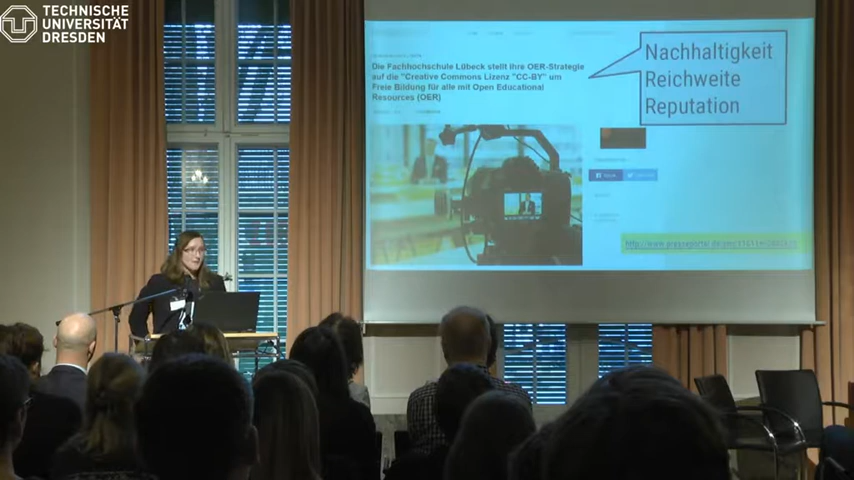 TECHNISCHE
UNIVERSITÄT
DRESDEN
Die Fachhochschule Lübeck stellt ihre OER-Strategie
auf die "Creative Commons Lizenz "CC-BY" um
Freie Bildung für alle mit Open Educational
Resources (OER)
Nachhaltigkeit
Reichweite
Reputation